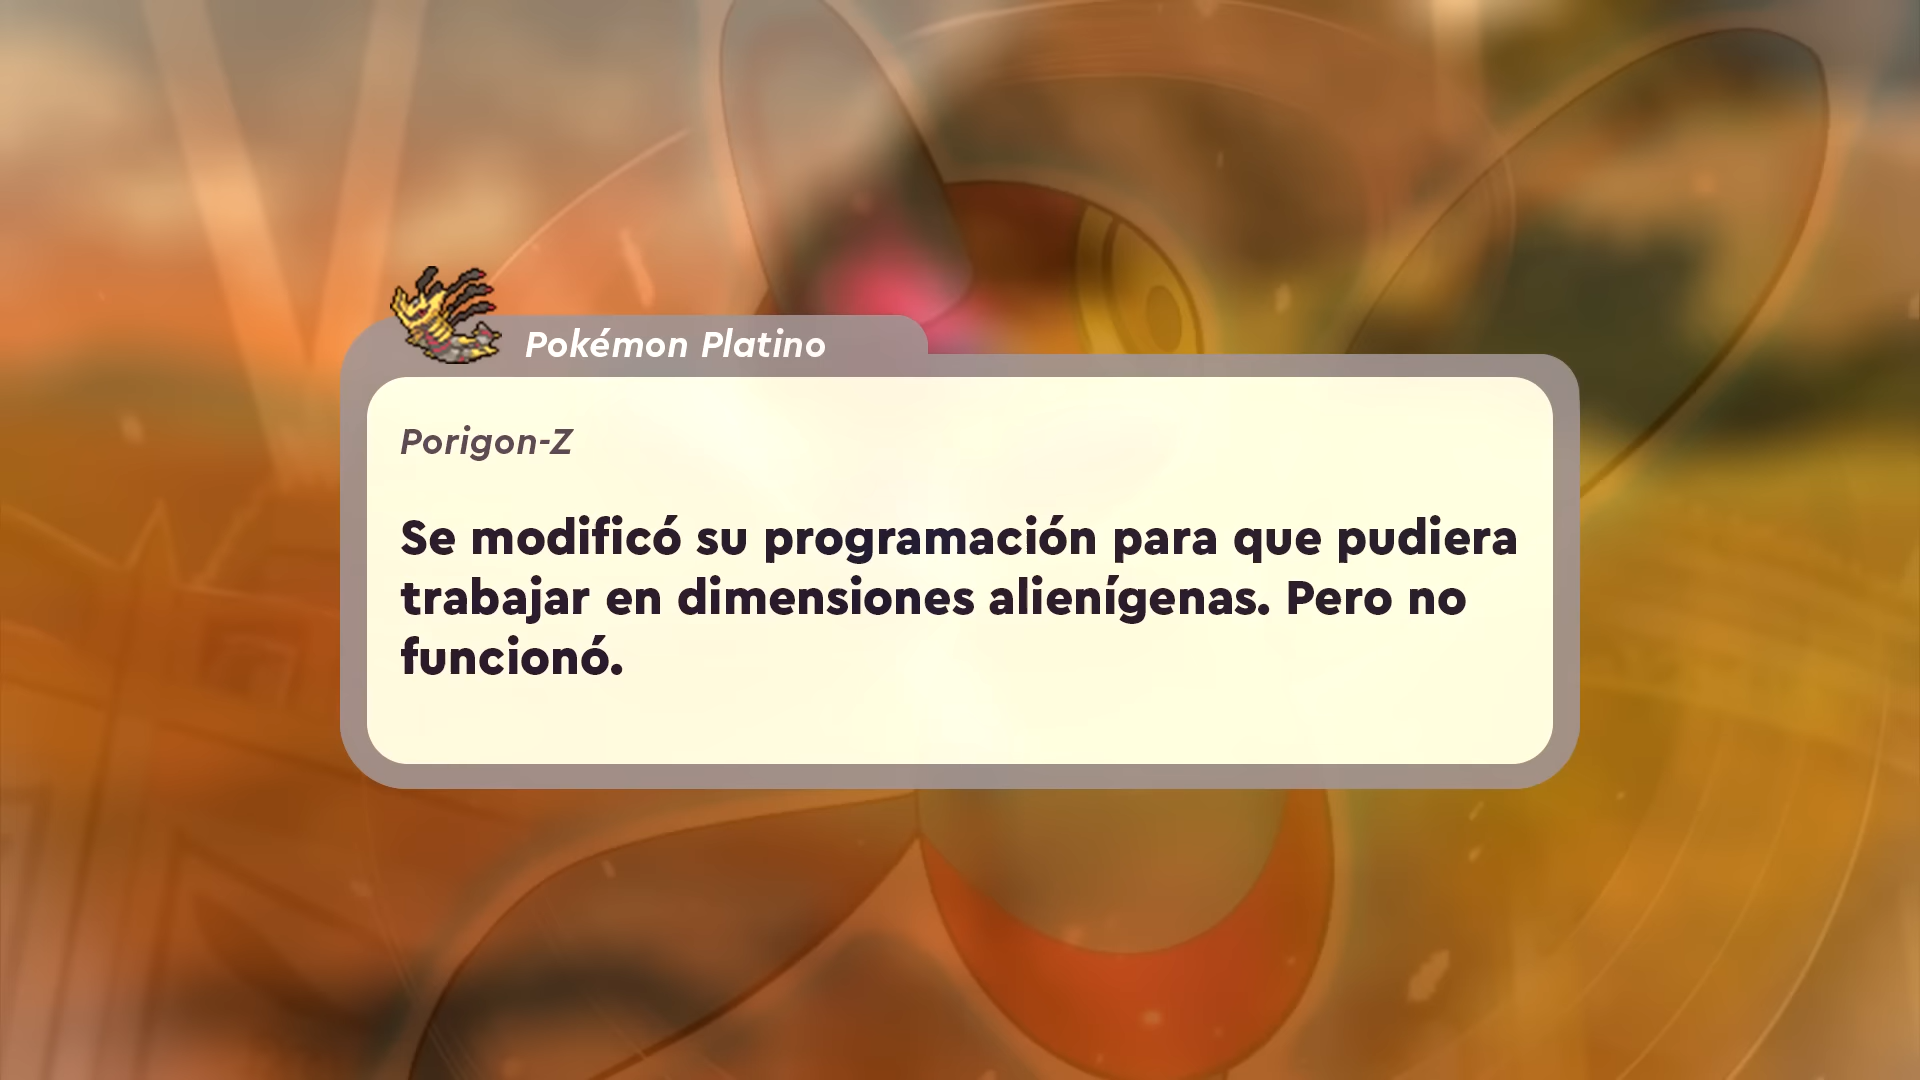 Pokémon Platino
Porigon-Z
Se modificó su programación para que pudiera
trabajar en dimensiones alienígenas. Pero no
funcionó.